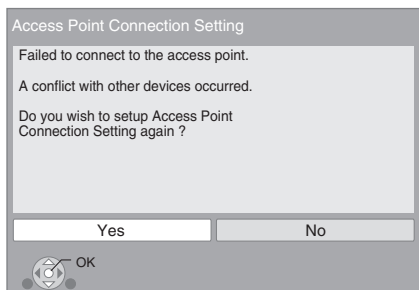 Access Point Connection Setting
Failed to connect to the access point.
A conflict with other devices occurred.
Do you wish to setup Access Point
Connection Setting again ?
Yes
No
OK